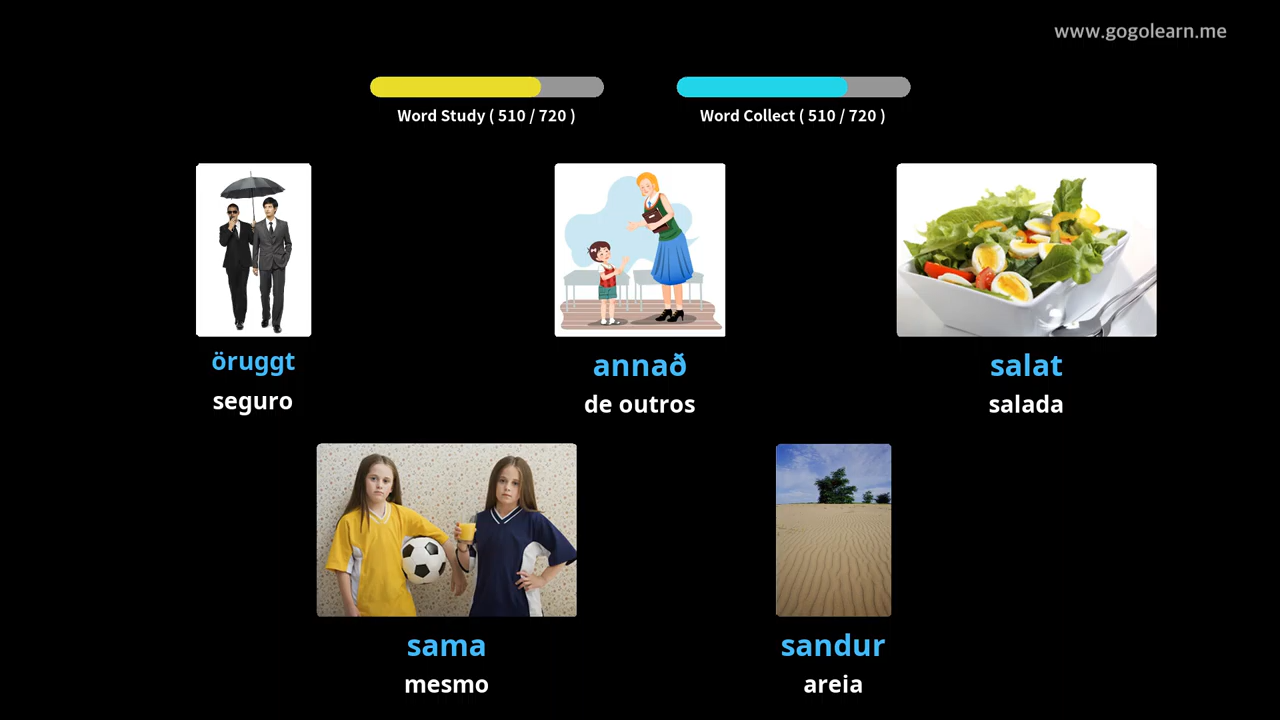 www.gogolearn.me
Word Study ( 510 / 720 )
Word Collect ( 510 / 720 )
öruggt
seguro
annað
de outros
salat
salada
sama
mesmo
sandur
areia